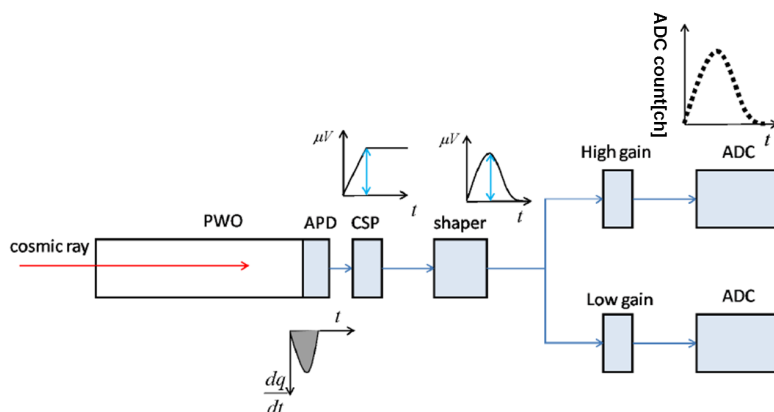 ADC count[ch]
t
μV
t
μV
t
High gain
ADC
PWO
APD
CSP
shaper
cosmic ray
Low gain
ADC
t
dq
dt